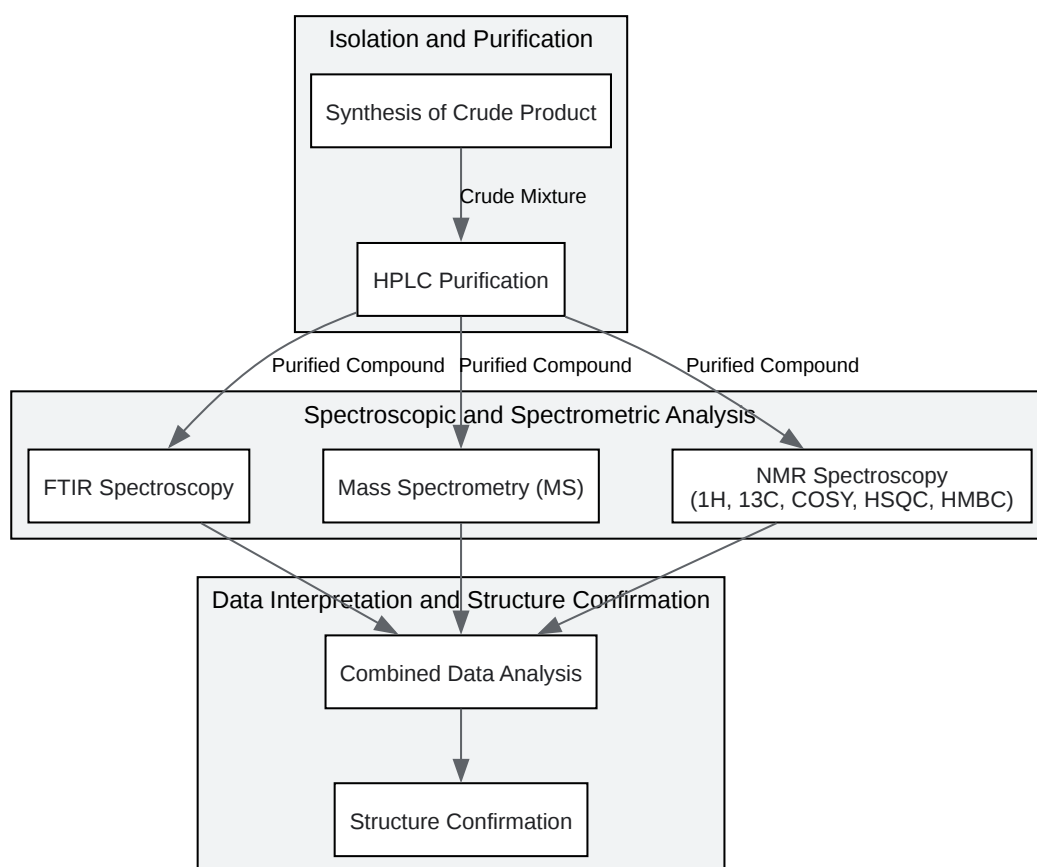 Isolation and Purification
Synthesis of Crude Product
Crude Mixture
HPLC Purification
Purified Compound
Purified Compound
Purified Compound
Spectroscopic and Spectrometric Analysis
FTIR Spectroscopy
Mass Spectrometry (MS)
NMR Spectroscopy
(1H, 13C, COSY, HSQC, HMBC)
Data Interpretation and Structure Confirmation
Combined Data Analysis
Structure Confirmation